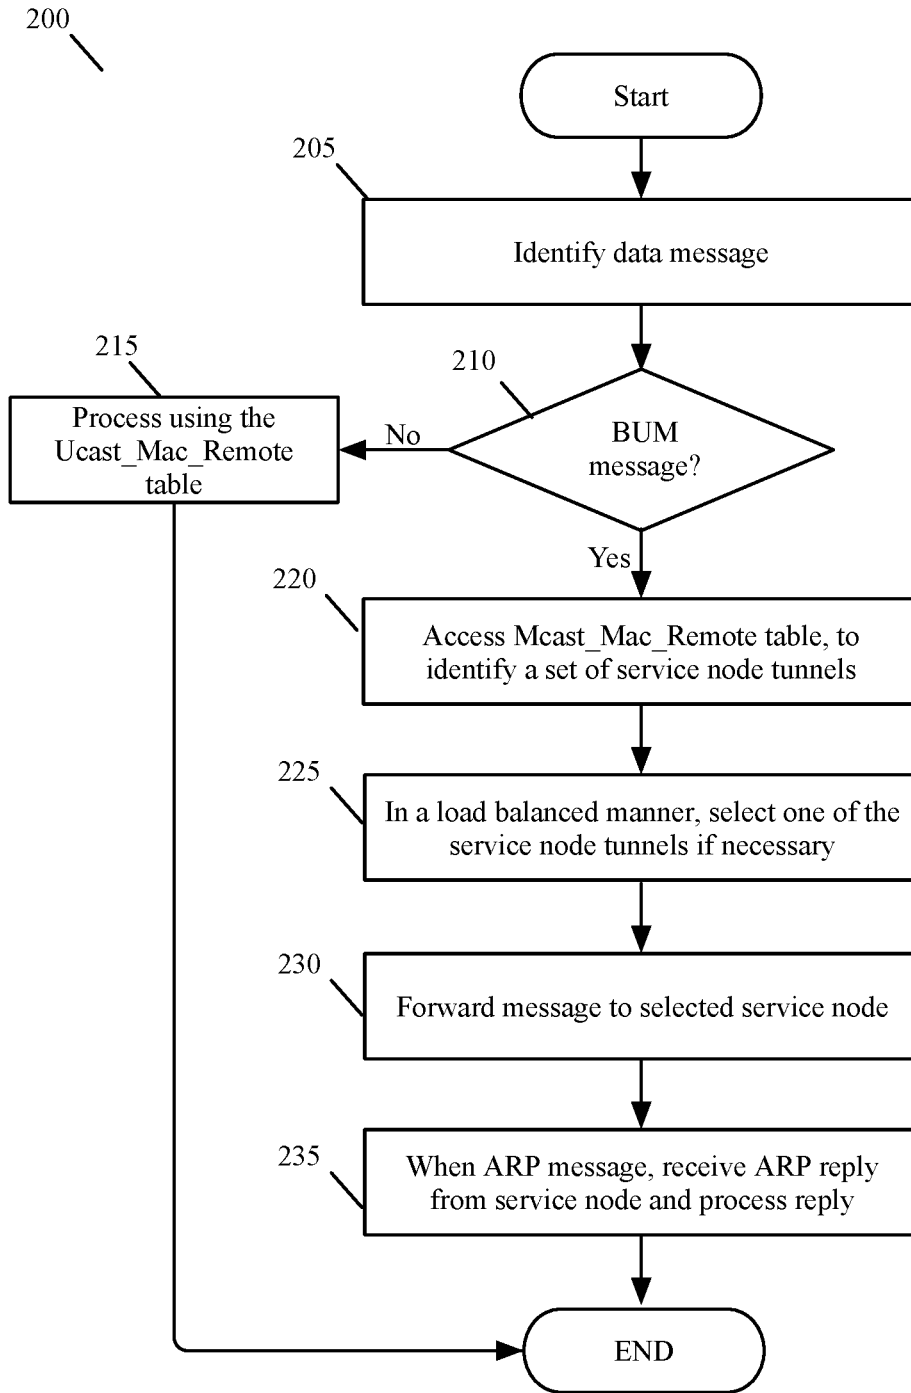 200
Start
205
Identify data message
210
BUM
message?
215
No
Process using the
Ucast_Mac_Remote
table
Yes
220
Access Mcast_Mac_Remote table, to
identify a set of service node tunnels
225
In a load balanced manner, select one of the
service node tunnels if necessary
230
Forward message to selected service node
235
When ARP message, receive ARP reply
from service node and process reply
END